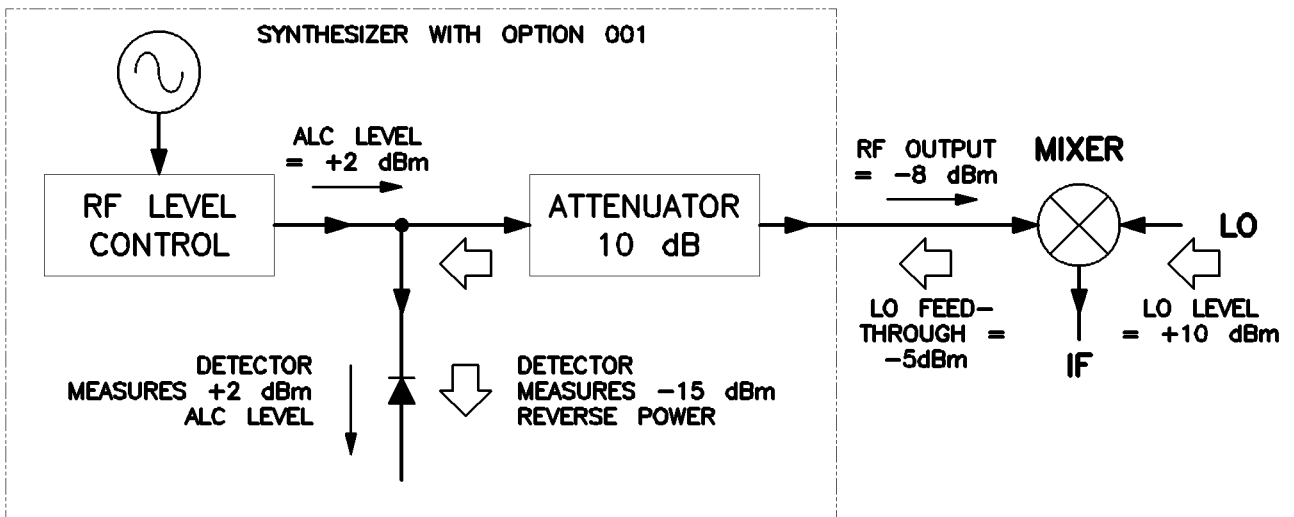 SYNTHESIZER WITH OPTION 001
ALC LEVEL
= +2 dBm
RF LEVEL
CONTROL
ATTENUATOR
10 dB
RF OUTPUT
= -8 dBm
MIXER
LO
LO FEED-
THROUGH =
-5dBm
LO LEVEL
= +10 dBm
IF
DETECTOR
MEASURES +2 dBm
ALC LEVEL
DETECTOR
MEASURES -15 dBm
REVERSE POWER